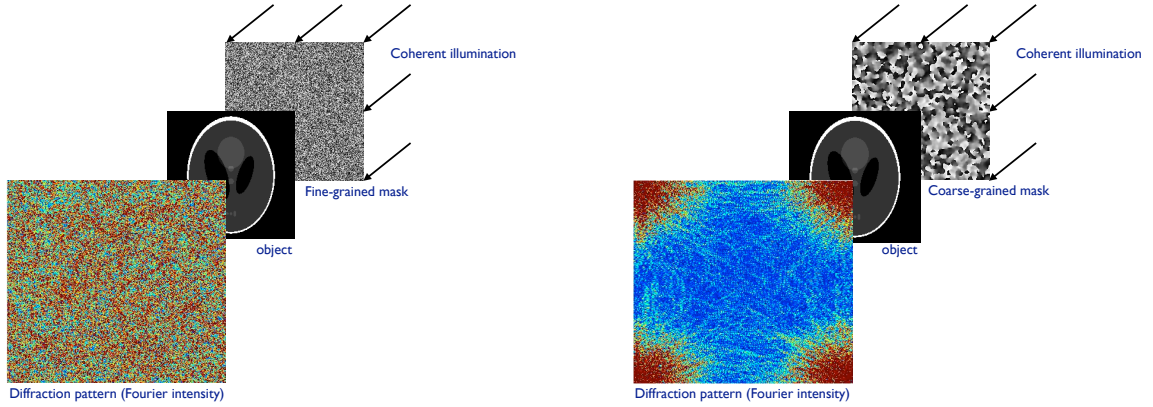 Coherent illumination
Fine-grained mask
object
Diffraction pattern (Fourier intensity)
Coherent illumination
Coarse-grained mask
object
Diffraction pattern (Fourier intensity)